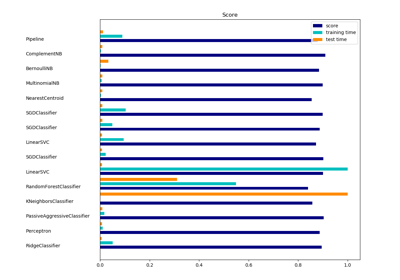 Score
score
training time
test time
Pipeline
ComplementNB
BernoulliNB
MultinomialNB
NearestCentroid
SGDClassifier
SGDClassifier
LinearSVC
SGDClassifier
LinearSVC
RandomForestClassifier
KNeighborsClassifier
PassiveAggressiveClassifier
Perceptron
RidgeClassifier
0.0 0.2 0.4 0.6 0.8 1.0